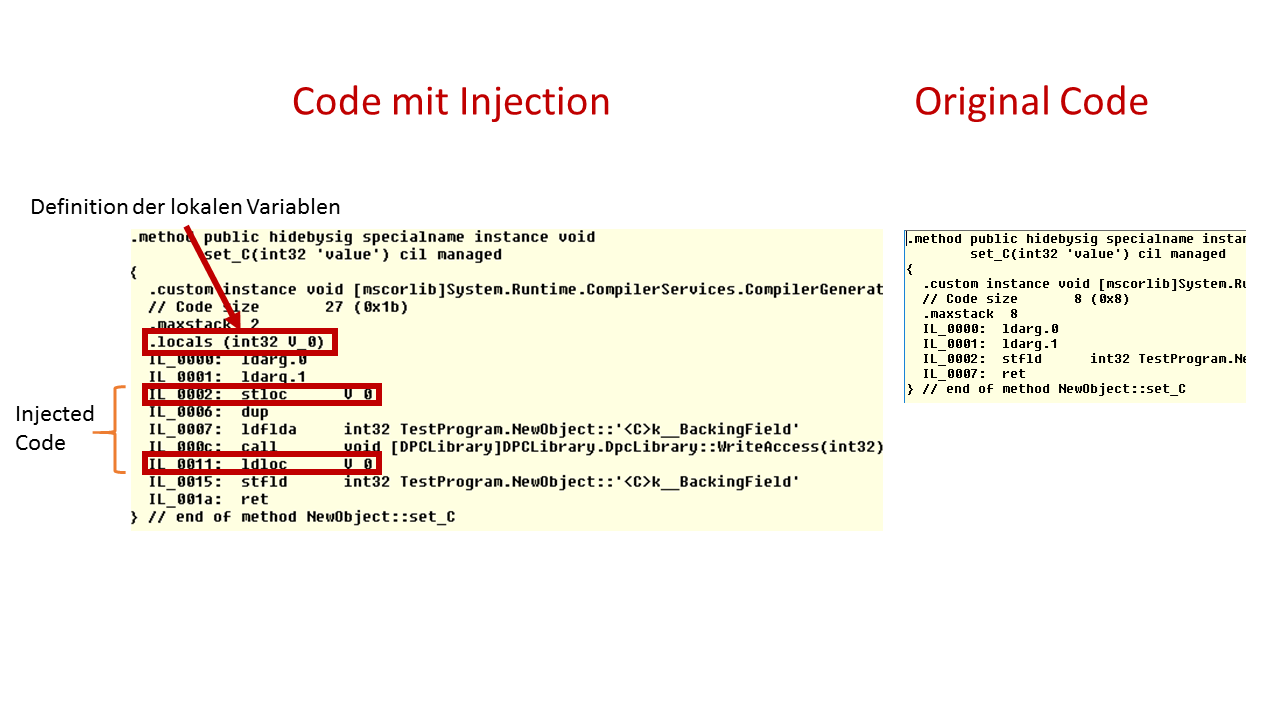 Code mit Injection
Original Code
Definition der lokalen Variablen
.method public hidebysig specialname instance void
set_C(int32 'value') cil managed
{
.custom instance void [mscorlib]System.Runtime.CompilerServices.CompilerGenerat
// Code size 27 (0x1b)
.maxstack 2
.locals (int32 V_0)
IL_0000: ldarg.0
IL_0001: ldarg.1
IL_0002: stloc V_0
IL_0006: dup
IL_0007: ldflda int32 TestProgram.NewObject::'<C>k__BackingField'
IL_000c: call void [DPCLibrary]DPCLibrary.DpcLibrary::WriteAccess(int32)
IL_0011: ldloc V_0
IL_0015: stfld int32 TestProgram.NewObject::'<C>k__BackingField'
IL_001a: ret
} // end of method NewObject::set_C
Injected
Code
.method public hidebysig specialname instan
set_C(int32 'value') cil managed
{
.custom instance void [mscorlib]System.Ru
// Code size 8 (0x8)
.maxstack 8
IL_0000: ldarg.0
IL_0001: ldarg.1
IL_0002: stfld int32 TestProgram.Ne
IL_0007: ret
} // end of method NewObject::set_C